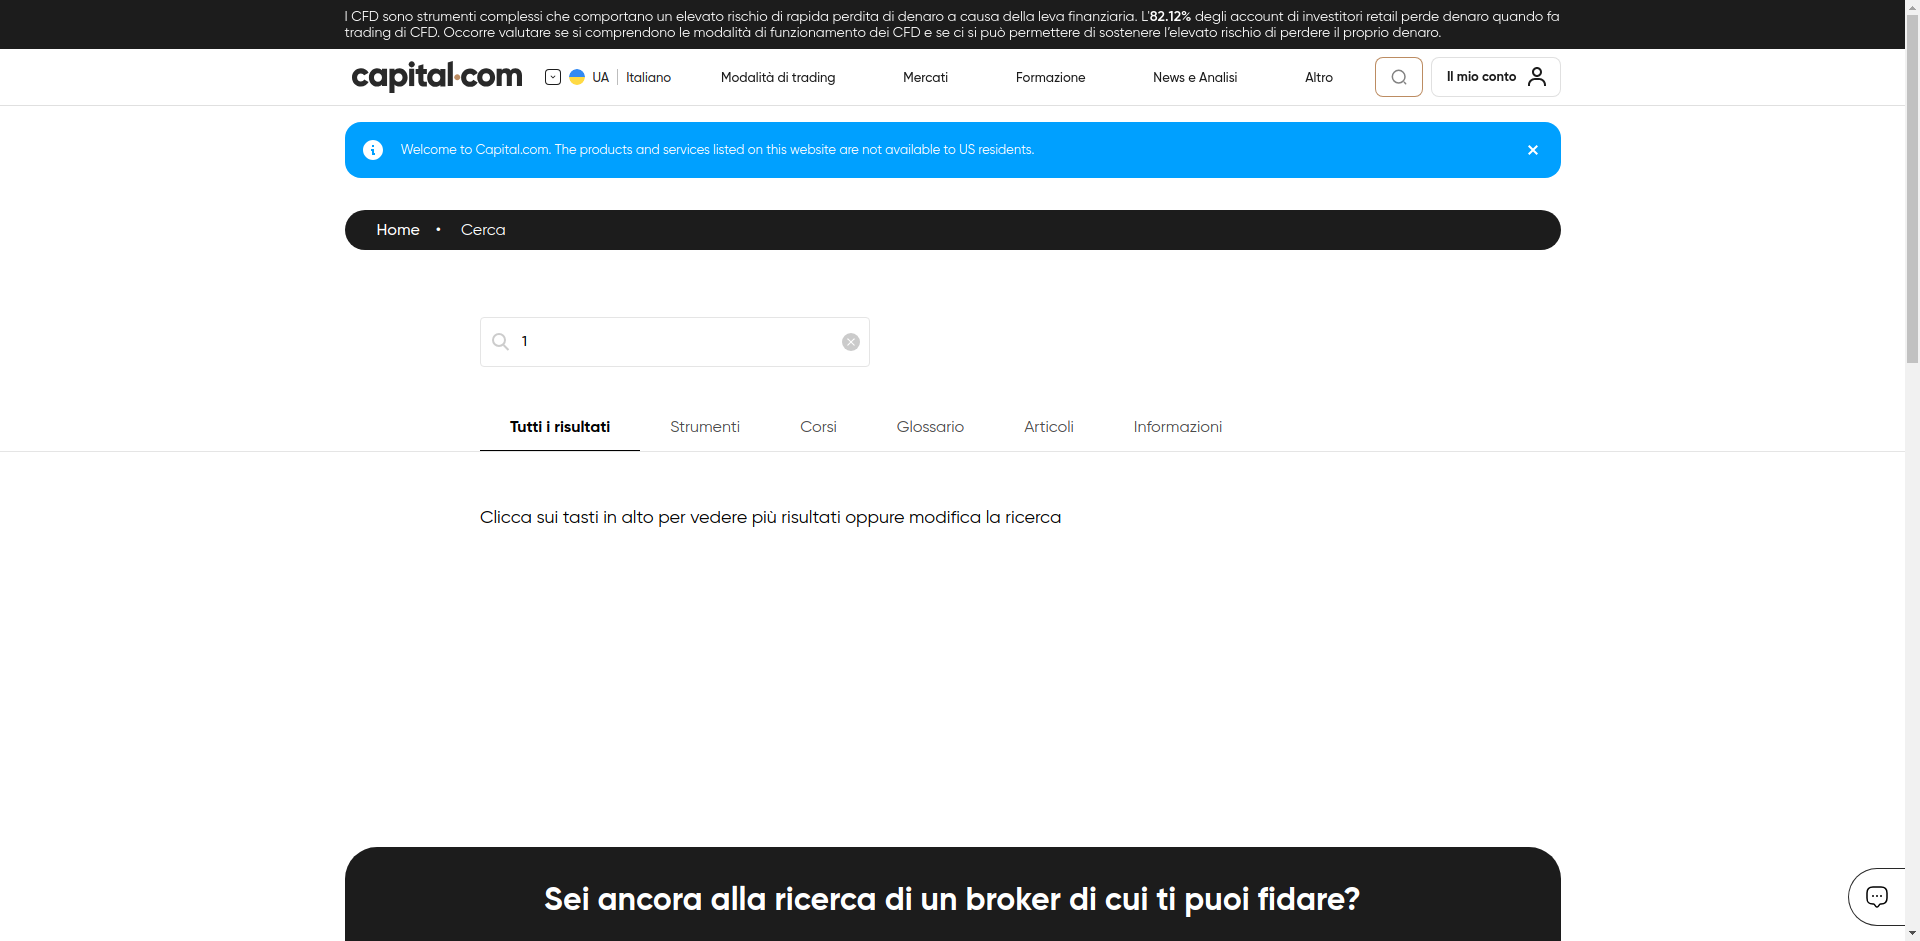 I CFD sono strumenti complessi che comportano un elevato rischio di rapida perdita di denaro a causa della leva finanziaria. L'82.12% degli account di investitori retail perde denaro quando fa
trading di CFD. Occorre valutare se si comprendono le modalità di funzionamento dei CFD e se ci si può permettere di sostenere l'elevato rischio di perdere il proprio denaro.
capital.com UA Italiano Modalità di trading Mercati Formazione News e Analisi Altro Il mio conto
Welcome to Capital.com. The products and services listed on this website are not available to US residents.
Home • Cerca
1
Tutti i risultati Strumenti Corsi Glossario Articoli Informazioni
Clicca sui tasti in alto per vedere più risultati oppure modifica la ricerca
Sei ancora alla ricerca di un broker di cui ti puoi fidare?